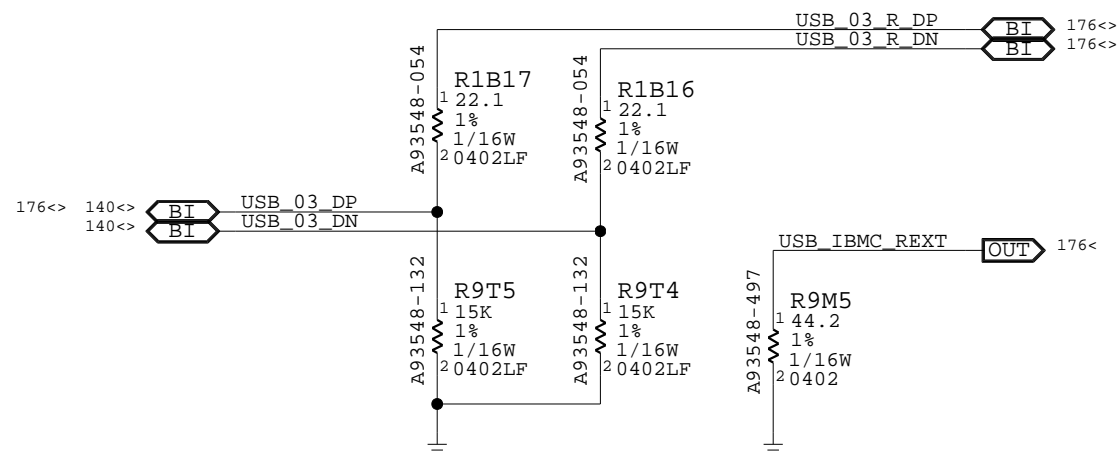 USB_03_R_DP BI 176<>
USB_03_R_DN BI 176<>
A93548-054
R1B17
1 22.1
1%
1/16W
2 0402LF
A93548-054
R1B16
1 22.1
1%
1/16W
2 0402LF
176<> 140<> BI USB_03_DP
140<> BI USB_03_DN
USB_IBMC_REXT OUT 176<
A93548-132
R9T5
1 15K
1%
1/16W
2 0402LF
A93548-132
R9T4
1 15K
1%
1/16W
2 0402LF
A93548-497
R9M5
1 44.2
1%
1/16W
2 0402